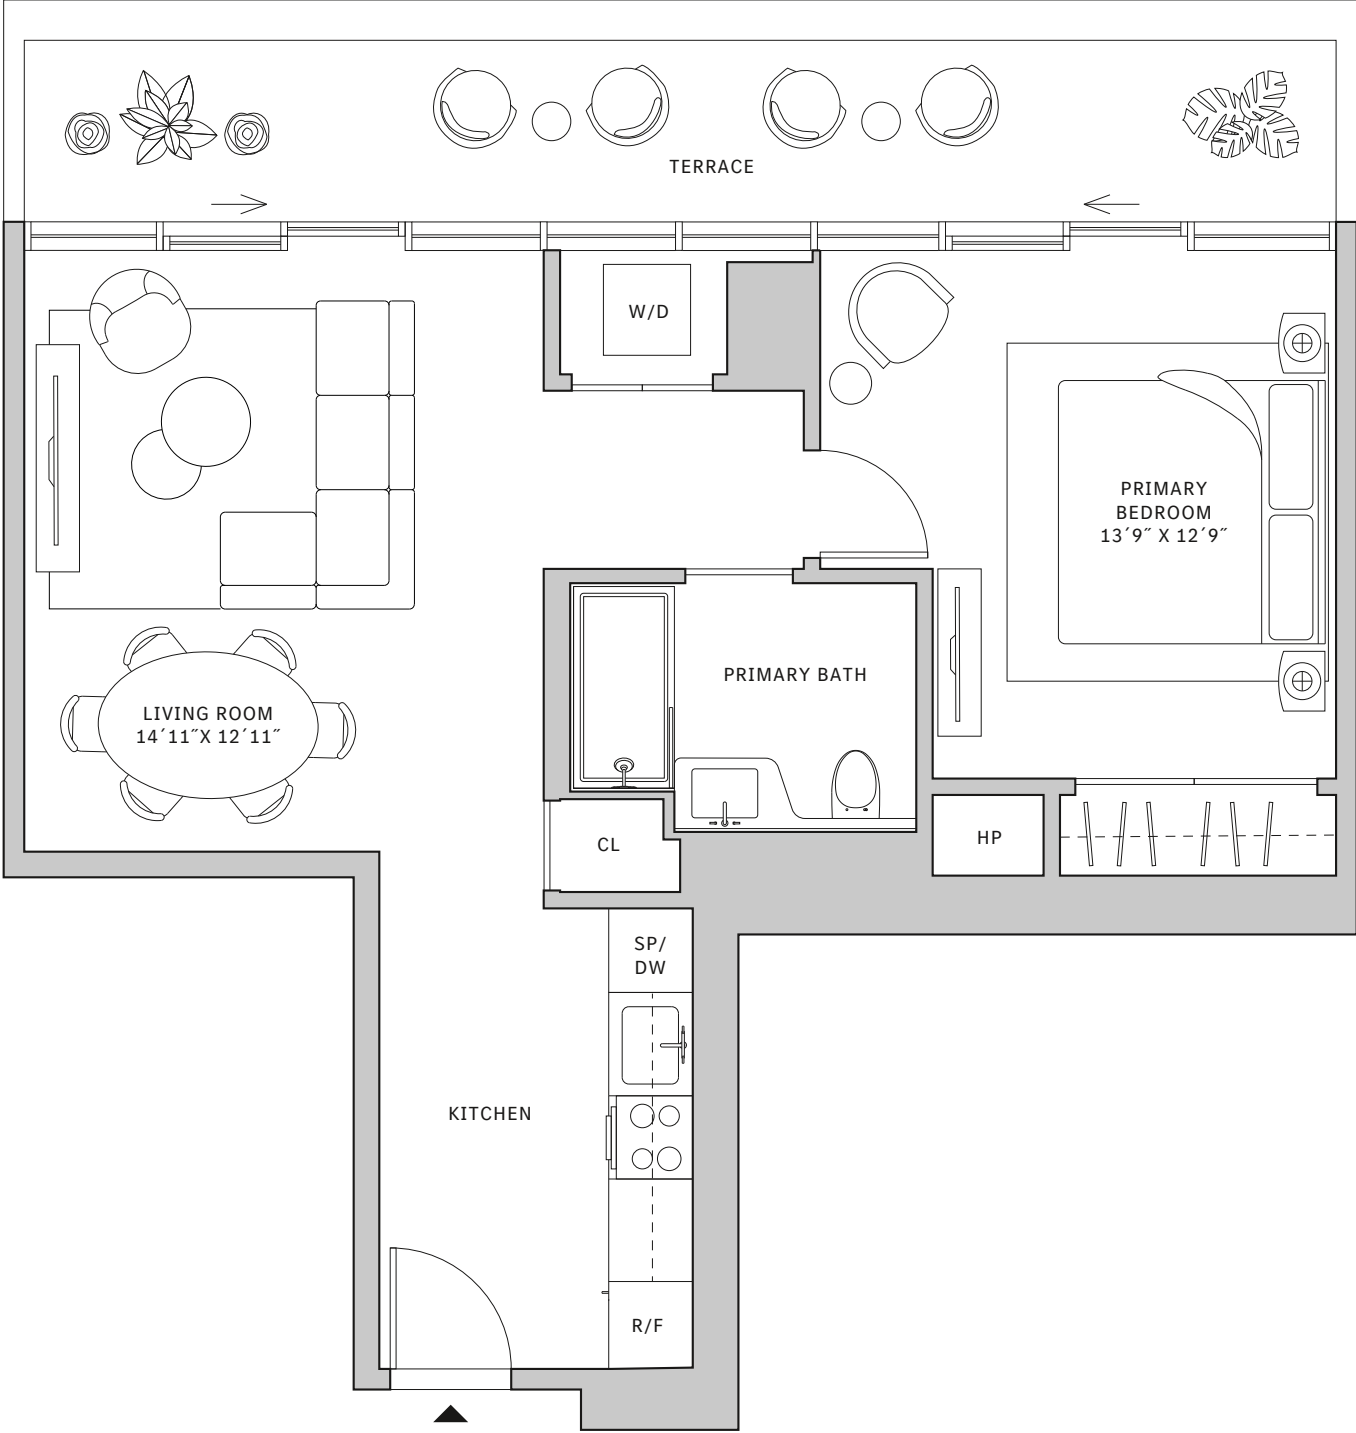 TERRACE
W/D
PRIMARY
BEDROOM
13´9˝ X 12´9˝
PRIMARY BATH
LIVING ROOM
14´11˝X 12´11˝
CL
HP
SP/
DW
KITCHEN
R/F